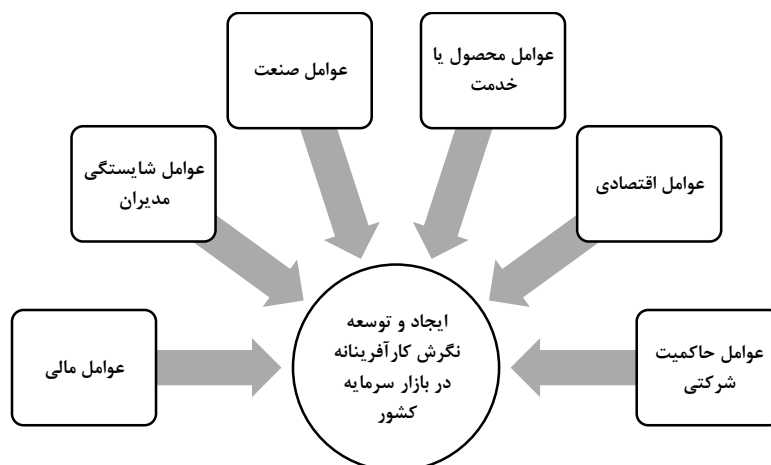 عوامل محصول یا
خدمت
عوامل صنعت
عوامل اقتصادی
عوامل شایستگی
مدیران
عوامل حاکمیت
شرکتی
ایجاد و توسعه
نگرش کارآفرینانه
در بازار سرمایه
کشور
عوامل مالی